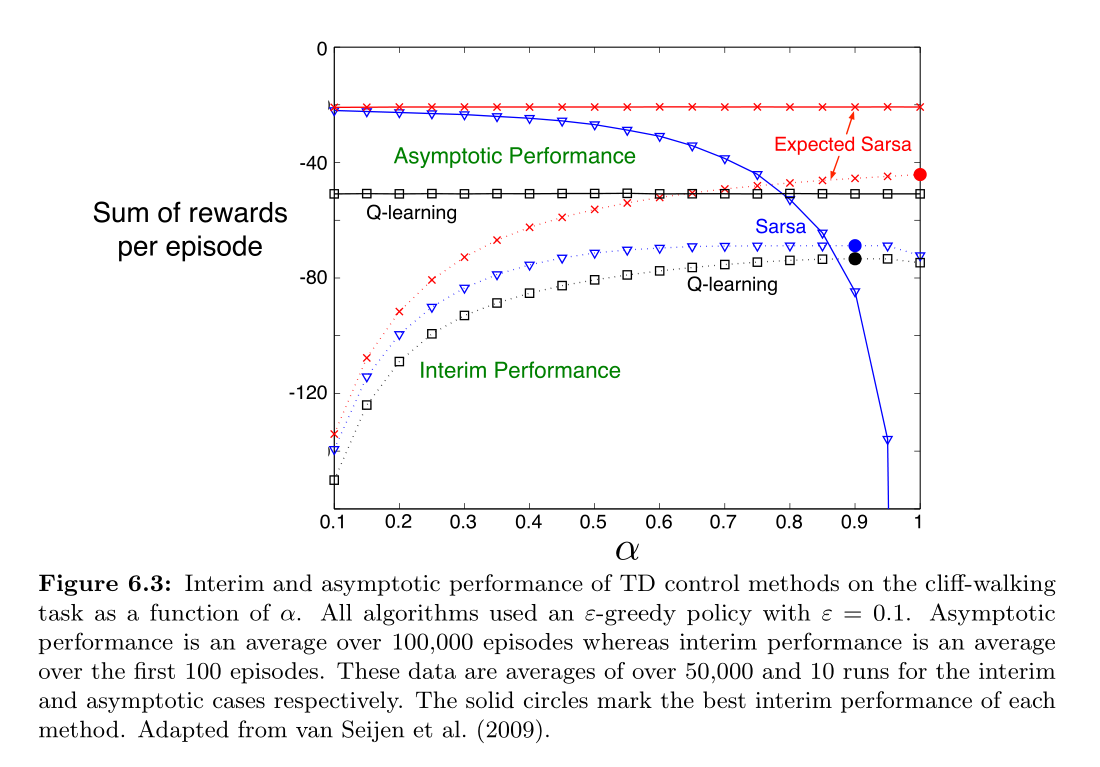 0
-40
-80
-120
Sum of rewards
per episode
Asymptotic Performance
Expected Sarsa
Q-learning
Sarsa
Q-learning
Interim Performance
0.1 0.2 0.3 0.4 0.5 0.6 0.7 0.8 0.9 1
α
Figure 6.3: Interim and asymptotic performance of TD control methods on the cliff-walking
task as a function of α. All algorithms used an ε-greedy policy with ε = 0.1. Asymptotic
performance is an average over 100,000 episodes whereas interim performance is an average
over the first 100 episodes. These data are averages of over 50,000 and 10 runs for the interim
and asymptotic cases respectively. The solid circles mark the best interim performance of each
method. Adapted from van Seijen et al. (2009).